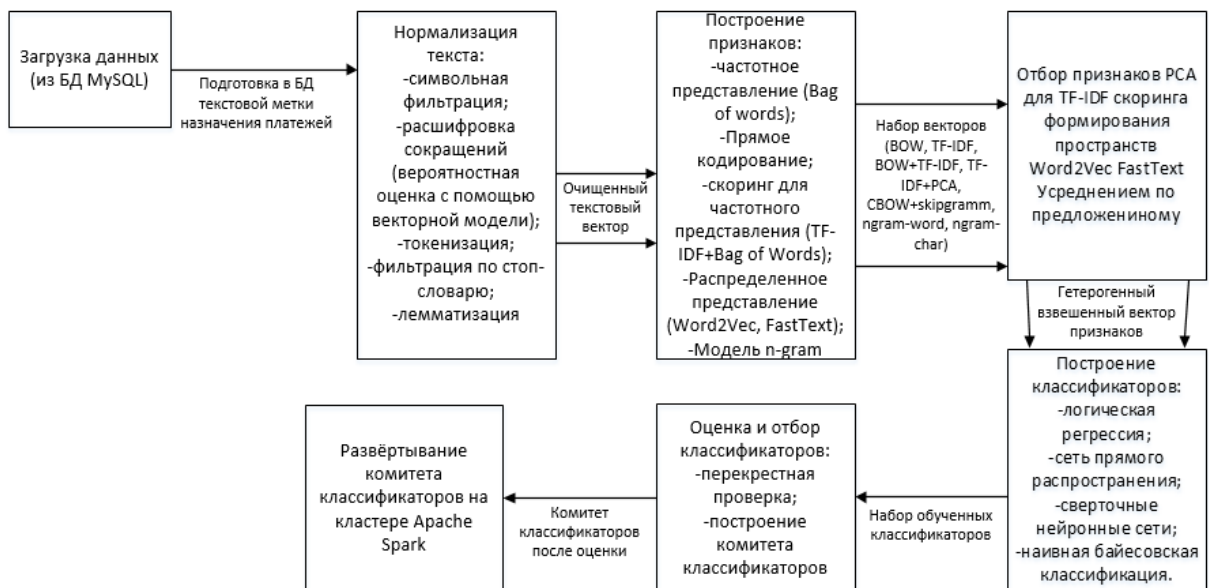 Загрузка данных
(из БД MySQL)
Подготовка в БД
текстовой метки
назначения платежей
Нормализация
текста:
-символьная
фильтрация;
-расшифровка
сокращений
(вероятностная
оценка с помощью
векторной модели);
-токенизация;
-фильтрация по стоп-
словарю;
-лемматизация
Очищенный
текстовый
вектор
Построение
признаков:
-частотное
представление (Bag
of words);
-Прямое
кодирование;
-скоринг для
частотного
представления (TF-
IDF+Bag of Words);
-Распределенное
представление
(Word2Vec, FastText);
-Модель n-gram
Набор векторов
(BOW, TF-IDF,
BOW+TF-IDF, TF-
IDF+PCA,
CBOW+skipgramm,
ngram-word, ngram-
char)
Отбор признаков PCA
для TF-IDF скоринга
формирования
пространств
Word2Vec FastText
Усреднением по
предложениному
Гетерогенный
взвешенный вектор
признаков
Построение
классификаторов:
-логическая
регрессия;
-сеть прямого
распространения;
-сверточные
нейронные сети;
-наивная байесовская
классификация.
Набор обученных
классификаторов
Оценка и отбор
классификаторов:
-перекрестная
проверка;
-построение
комитета
классификаторов
Комитет
классификаторов
после оценки
Развёртывание
комитета
классификаторов на
кластере Apache
Spark